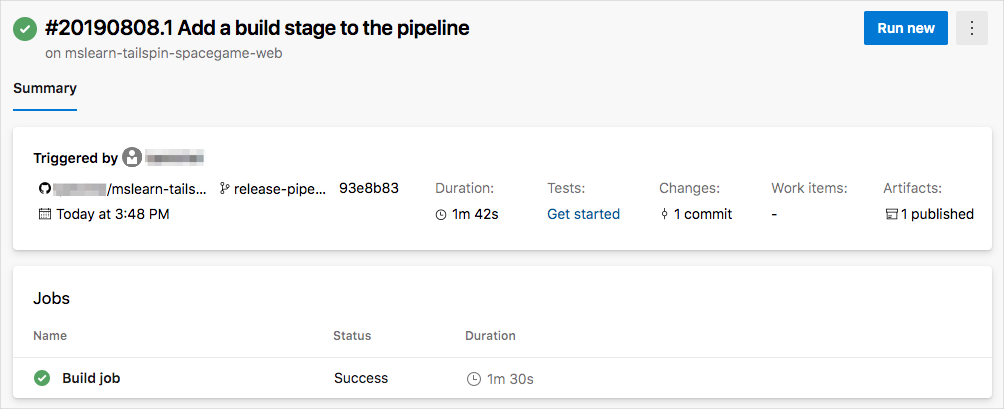 #20190808.1 Add a build stage to the pipeline
Run new
on mslearn-tailspin-spacegame-web
Summary
Triggered by
/mslearn-tails... release-pipe... 93e8b83 Duration: Tests: Changes: Work items: Artifacts:
Today at 3:48 PM 1m 42s Get started 1 commit - 1 published
Jobs
Name Status Duration
Build job Success 1m 30s